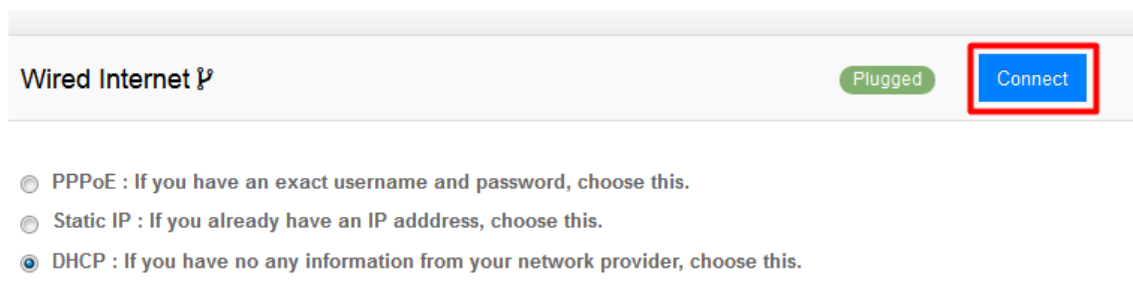 Wired Internet
Plugged
Connect
PPPoE : If you have an exact username and password, choose this.
Static IP : If you already have an IP adddress, choose this.
DHCP : If you have no any information from your network provider, choose this.